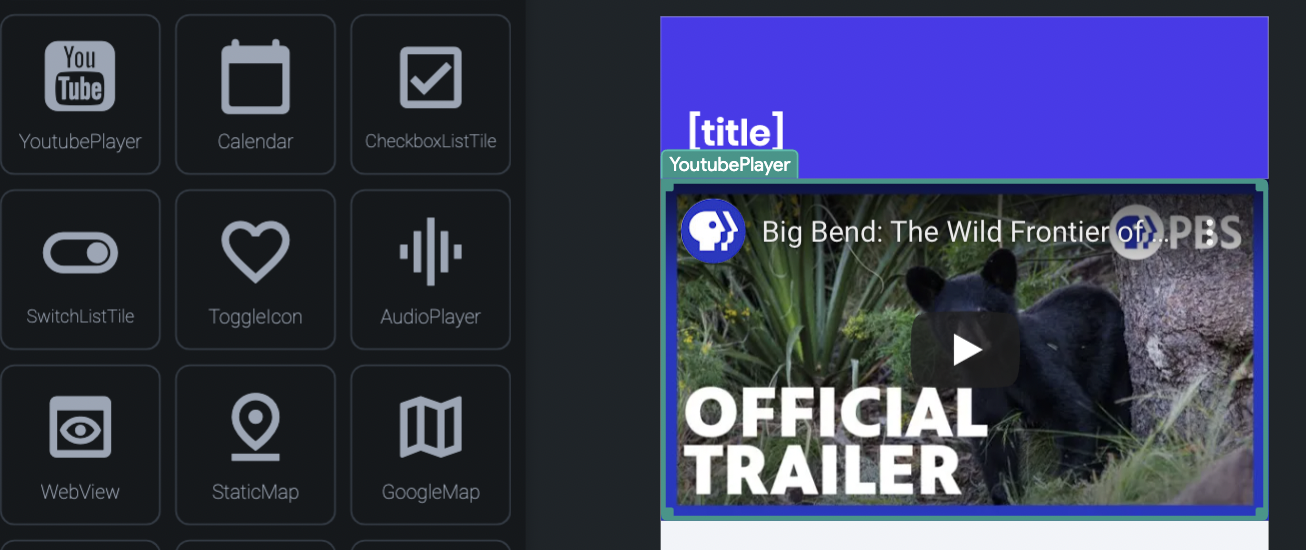 You
Tube
YoutubePlayer
Calendar
CheckboxListTile
SwitchListTile
ToggleIcon
AudioPlayer
WebView
StaticMap
GoogleMap
[title]
YoutubePlayer
Big Bend: The Wild Frontier of ...
PBS
OFFICIAL
TRAILER